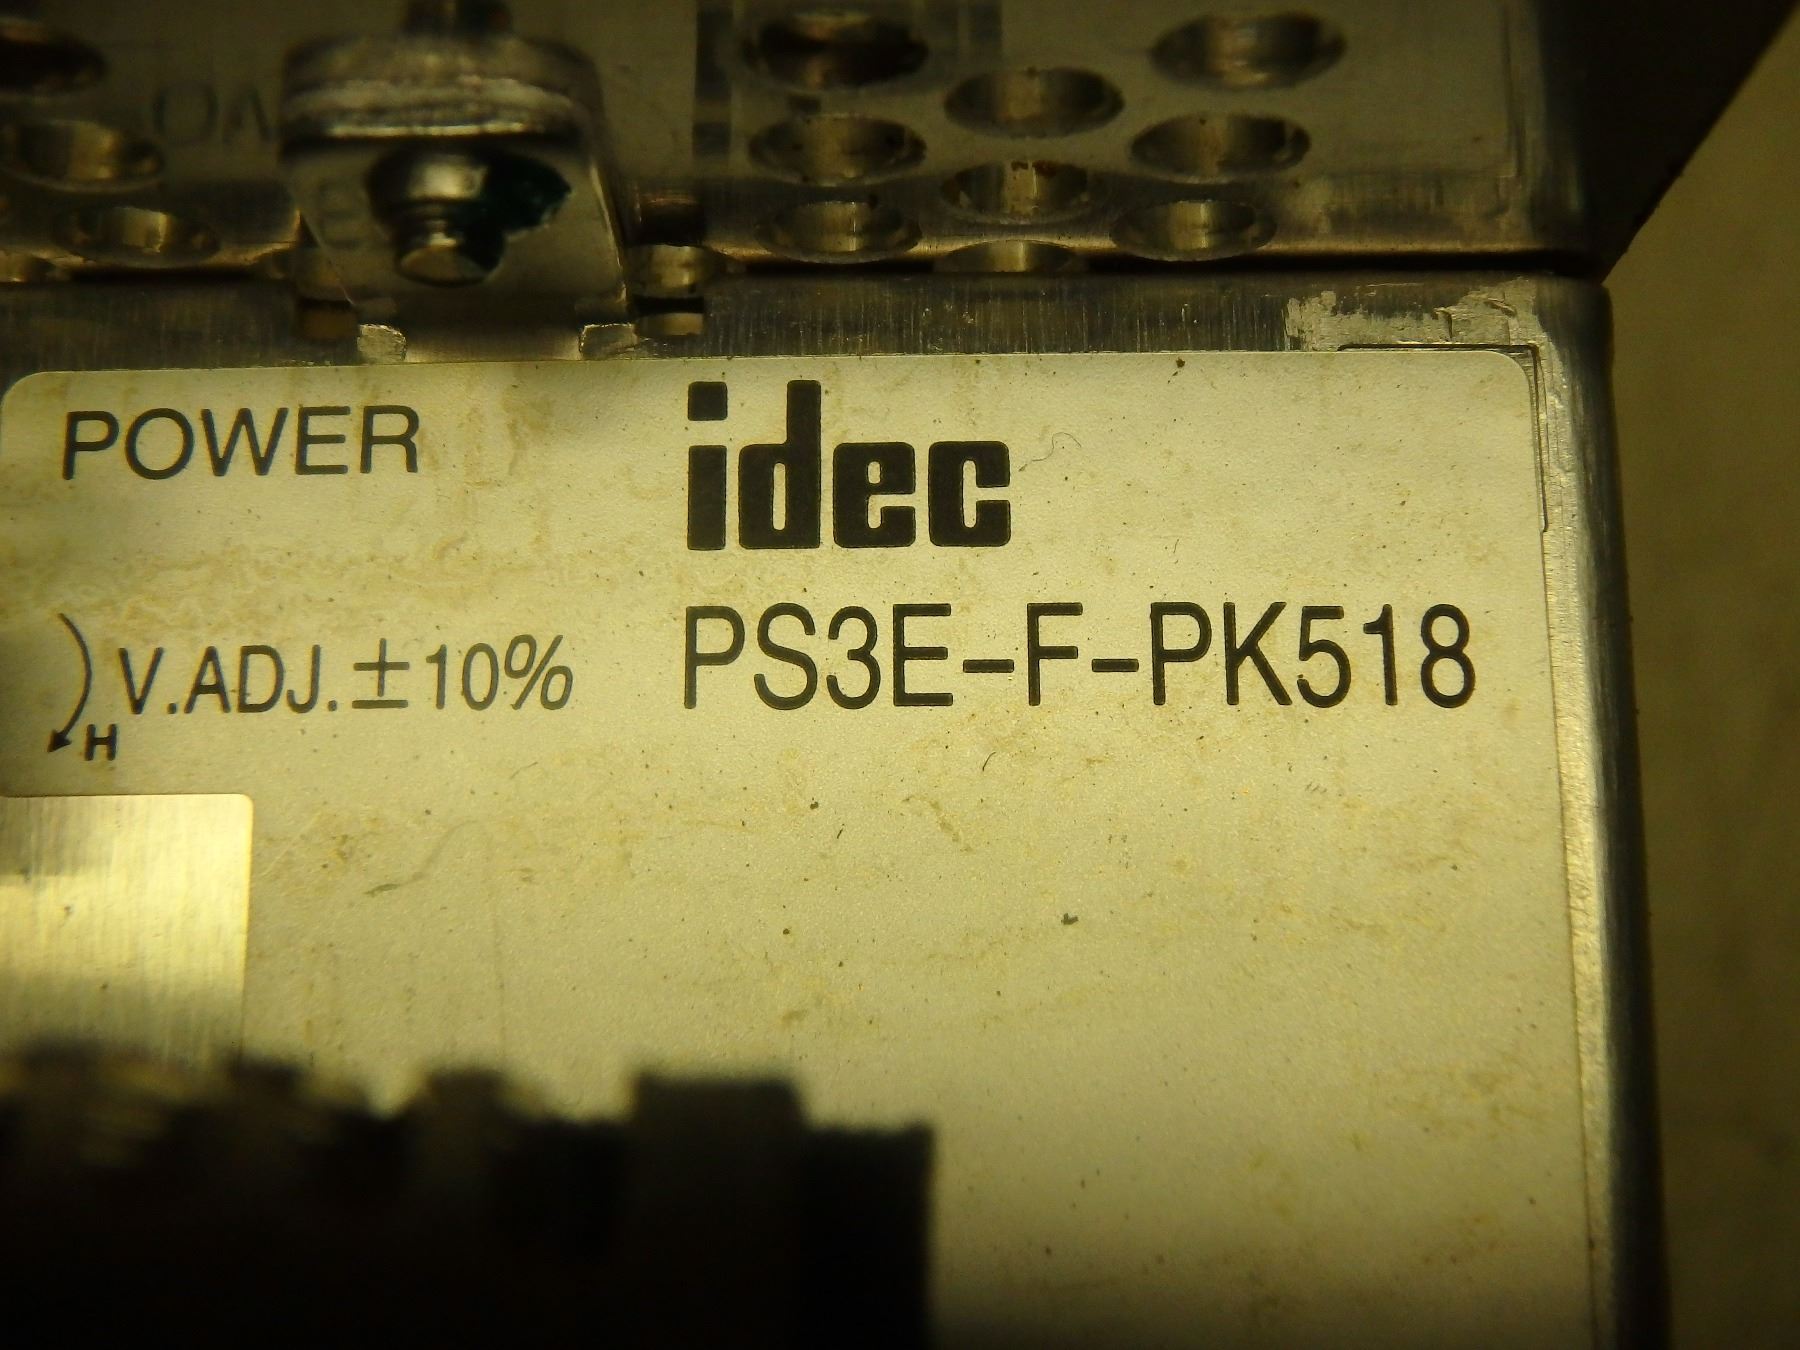 POWER
idec
V.ADJ.±10%
PS3E-F-PK518
H